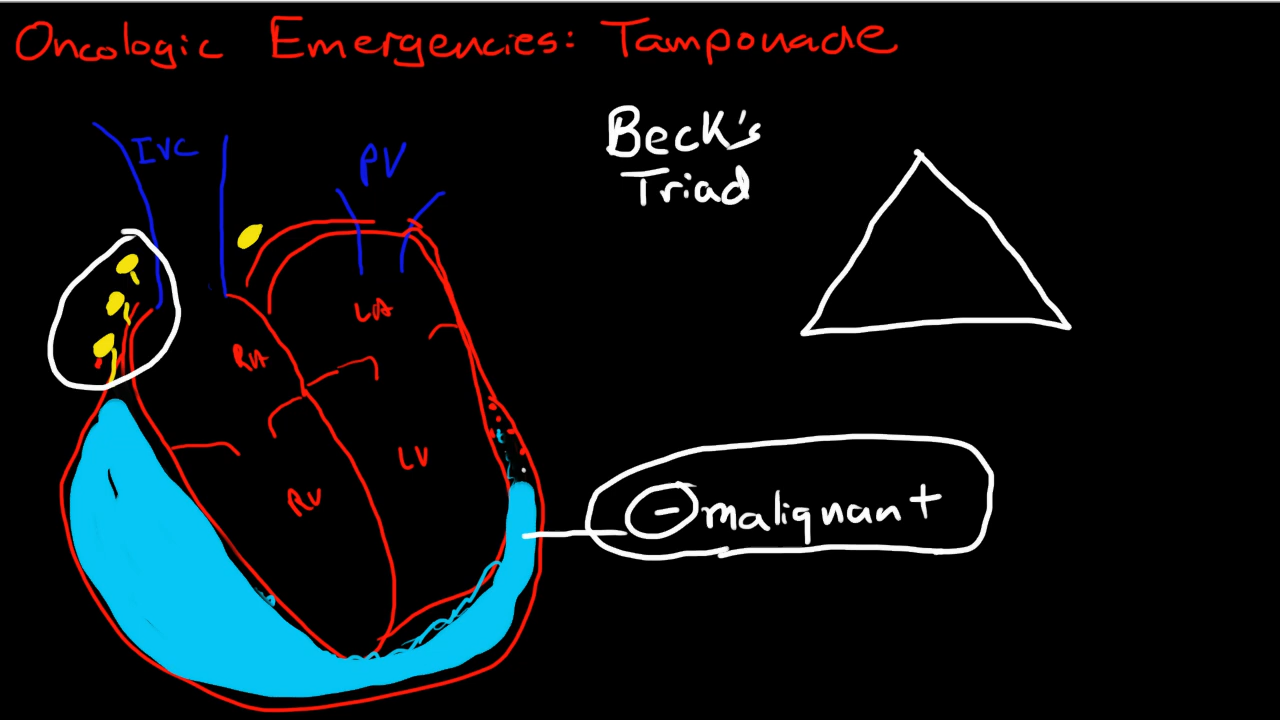 Oncologic Emergencies: Tamponade
Beck's
Triad
IVC
PV
LA
RA
LV
RV
- malignant